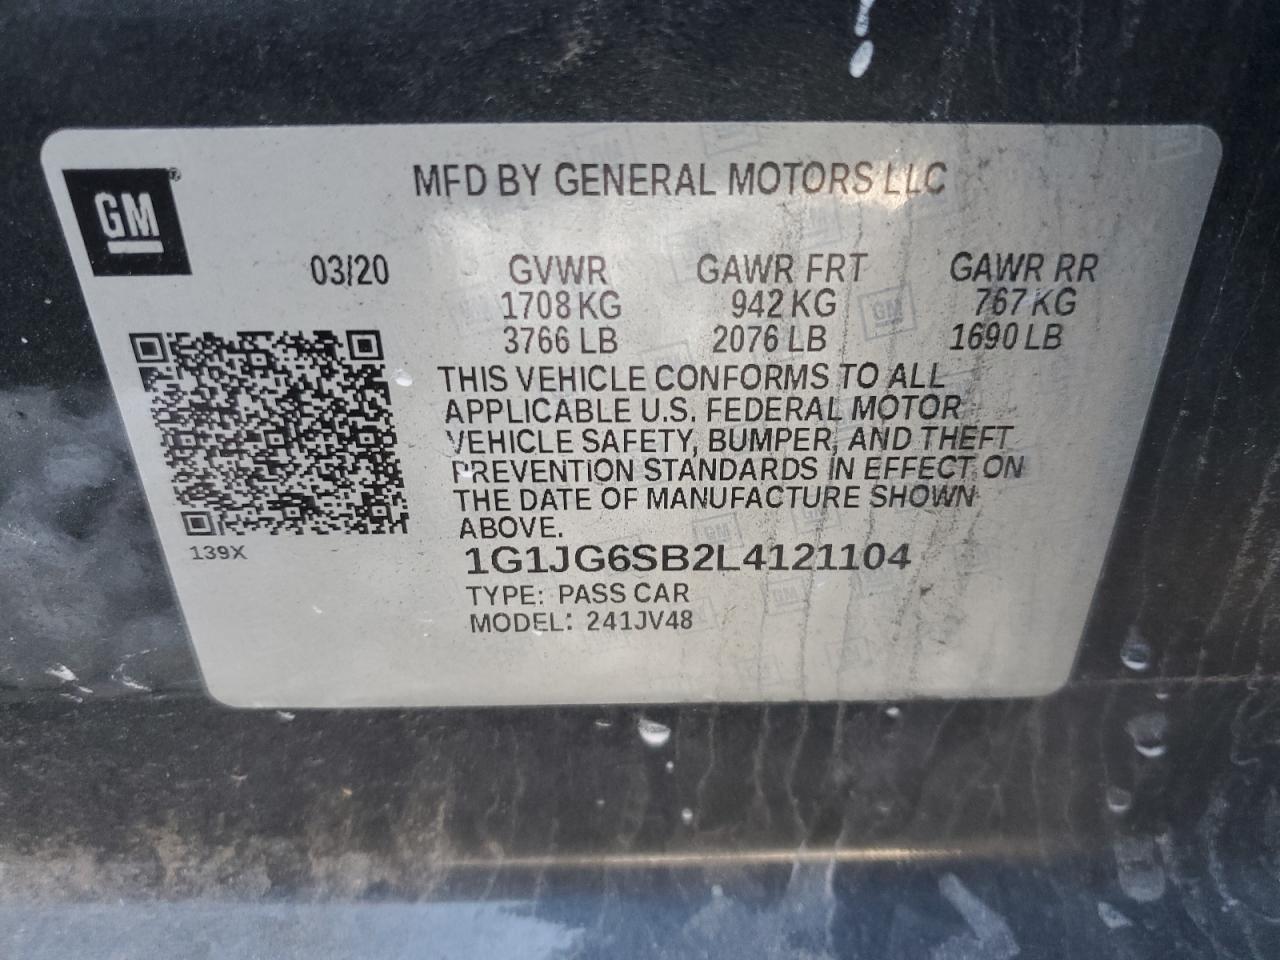 GM
MFD BY GENERAL MOTORS LLC
03/20 GVWR GAWR FRT GAWR RR
1708 KG 942 KG 767 KG
3766 LB 2076 LB 1690 LB
THIS VEHICLE CONFORMS TO ALL
APPLICABLE U.S. FEDERAL MOTOR
VEHICLE SAFETY, BUMPER, AND THEFT
PREVENTION STANDARDS IN EFFECT ON
THE DATE OF MANUFACTURE SHOWN
ABOVE.
139X
1G1JG6SB2L4121104
TYPE: PASS CAR
MODEL: 241JV48